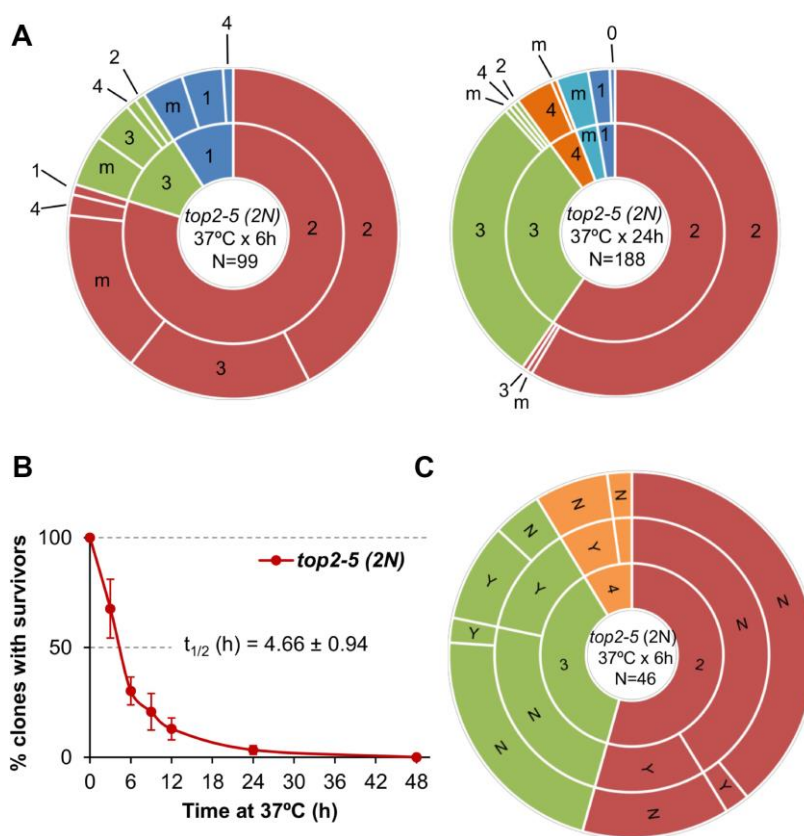 A
4
2
4
m
1
3
m
1
4
1
3
2
2
m
3
top2-5 (2N)
37ºC x 6h
N=99
0
m
2
4
m
4
m
1
4
m
1
3
3
2
2
3
m
top2-5 (2N)
37ºC x 24h
N=188
B
100
50
0
% clones with survivors
top2-5 (2N)
t1/2 (h) = 4.66 ± 0.94
0 6 12 18 24 30 36 42 48
Time at 37ºC (h)
C
N
N
N
Y
Y
Y
Y
4
N
N
3
2
N
N
Y
Y
N
top2-5 (2N)
37ºC x 6h
N=46